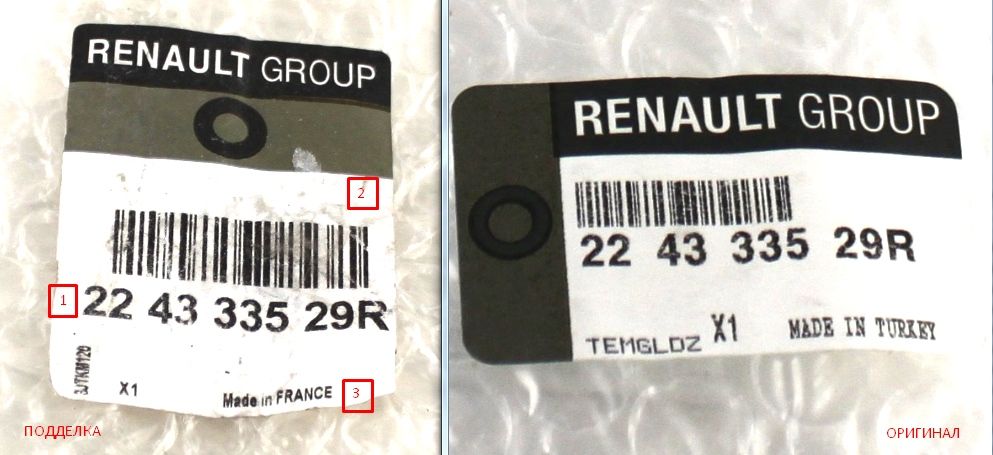 RENAULT GROUP
2
1
22 43 335 29R
X1
Made in FRANCE
3
ПОДДЕЛКА
RENAULT GROUP
22 43 335 29R
TEMGLDZ
X1
MADE IN TURKEY
ОРИГИНАЛ